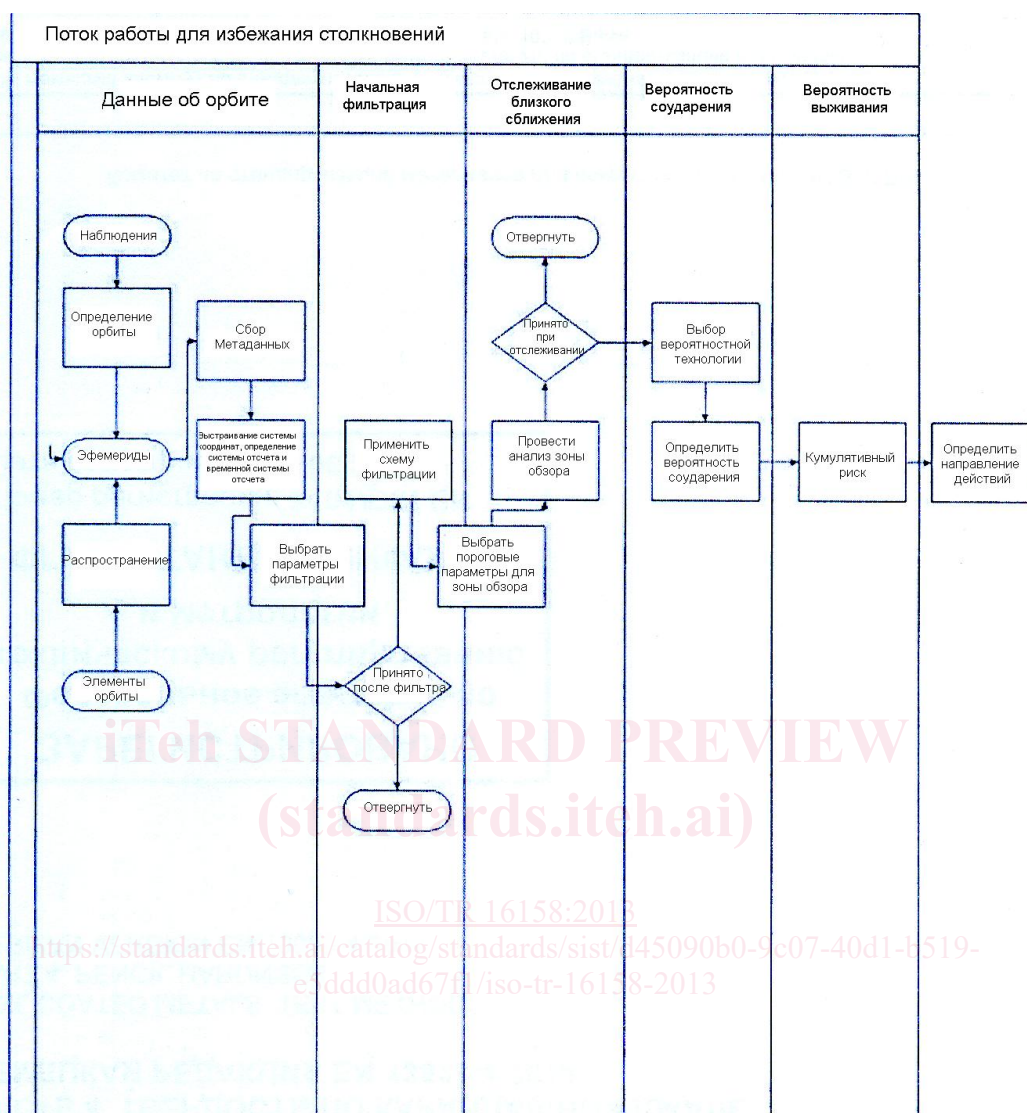 Поток работы для избежания столкновений
Данные об орбите
Начальная
фильтрация
Отслеживание
близкого
сближения
Вероятность
соударения
Вероятность
выживания
Наблюдения
Определение
орбиты
Сбор
Метаданных
Эфемериды
Выстраивание системы
координат, определение
системы отсчета и
временной системы
отсчета
Распространение
Элементы
орбиты
Выбрать
параметры
фильтрации
Применить
схему
фильтрации
Принято
после фильтра
Отвергнуть
Отвергнуть
Принято
при
отслеживании
Провести
анализ зоны
обзора
Выбрать
пороговые
параметры для
зоны обзора
Выбор
вероятностной
технологии
Определить
вероятность
соударения
Кумулятивный
риск
Определить
направление
действий
iTeh STANDARD PREVIEW
(standards.iteh.ai)
ISO/TR 16158:2013
https://standards.iteh.ai/catalog/standards/sist/d45090b0-9c07-40d1-b519-
e5ddd0ad67f1/iso-tr-16158-2013